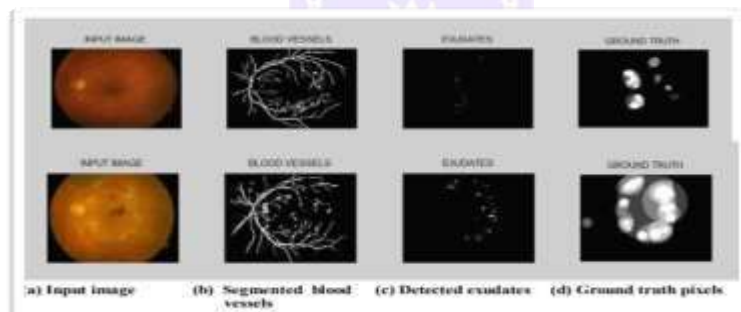 INPUT IMAGE BLOOD VESSELS EXUDATES GROUND TRUTH
INPUT IMAGE BLOOD VESSELS EXUDATES GROUND TRUTH
(a) Input image (b) Segmented blood vessels (c) Detected exudates (d) Ground truth pixels